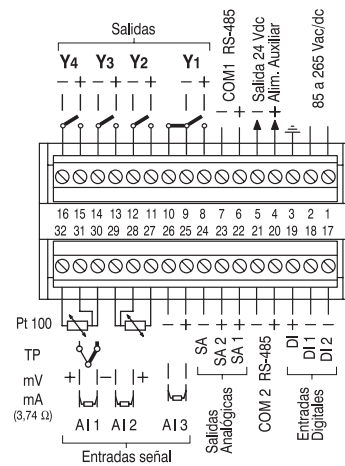 Salidas
Y4 Y3 Y2 Y1
COM1 RS-485
Salida 24 Vdc
Alim. Auxiliar
85 a 265 Vac/dc
− + − + − + − + − + − +
16 15 14 13 12 11 10 9 8 7 6 5 4 3 2 1
32 31 30 29 28 27 26 25 24 23 22 21 20 19 18 17
Pt 100
TP
mV + − − + − +
mA
(3,74 Ω)
AI 1 AI 2 AI 3
Entradas señal
SA
SA 2
SA 1
Salidas
Analógicas
− +
COM 2 RS-485
DI
DI 1
DI 2
Entradas
Digitales